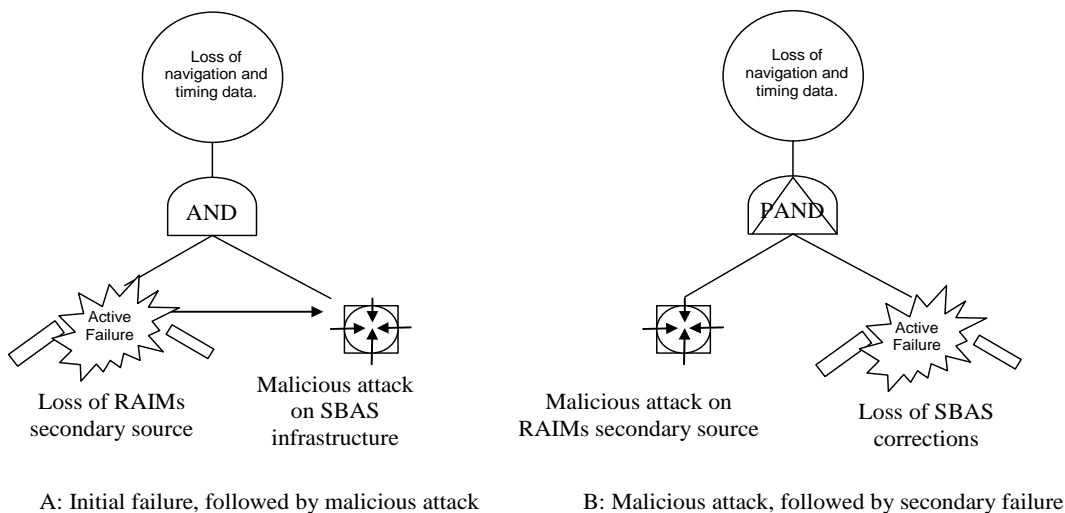 Loss of
navigation and
timing data.
AND
Active
Failure
Loss of RAIMs
secondary source
Malicious attack
on SBAS
infrastructure
A: Initial failure, followed by malicious attack
Loss of
navigation and
timing data.
PAND
Malicious attack on
RAIMs secondary source
Active
Failure
Loss of SBAS
corrections
B: Malicious attack, followed by secondary failure